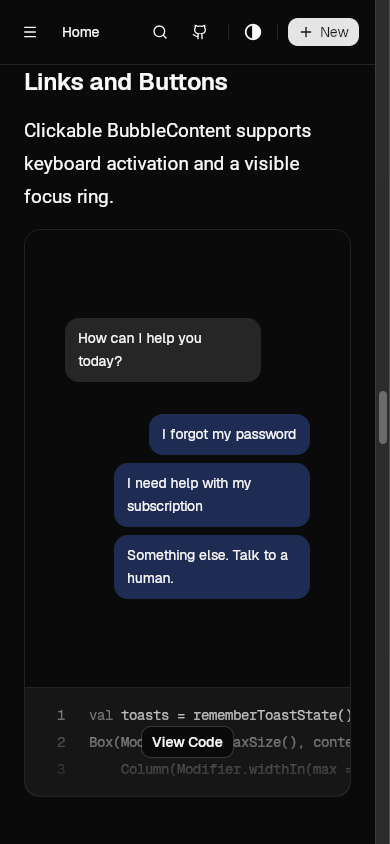 Home
New
Links and Buttons
Clickable BubbleContent supports
keyboard activation and a visible
focus ring.
How can I help you
today?
I forgot my password
I need help with my
subscription
Something else. Talk to a
human.
1 val toasts = rememberToastState()
2 Box(Mod axSize(), conte
View Code
3 Column(Modifier.widthIn(max =